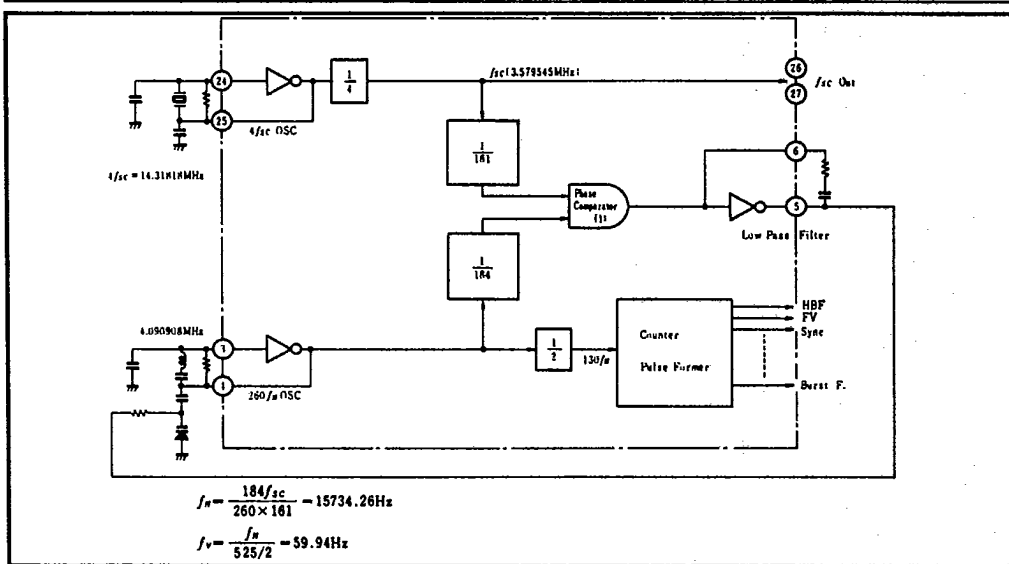 24
1
4
fsc(3.579545MHz)
26
fsc Out
27
25
4fsc OSC
4fsc=14.31818MHz
1
161
6
Phase
Comparator
(1)
5
Low Pass Filter
1
184
4.090908MHz
3
1
2
130fH
4
260fH OSC
Counter
Pulse Former
HBF
FV
Sync
Burst F.
fH= 184fsc / 260×161 =15734.26Hz
fv= fH / 525/2 =59.94Hz